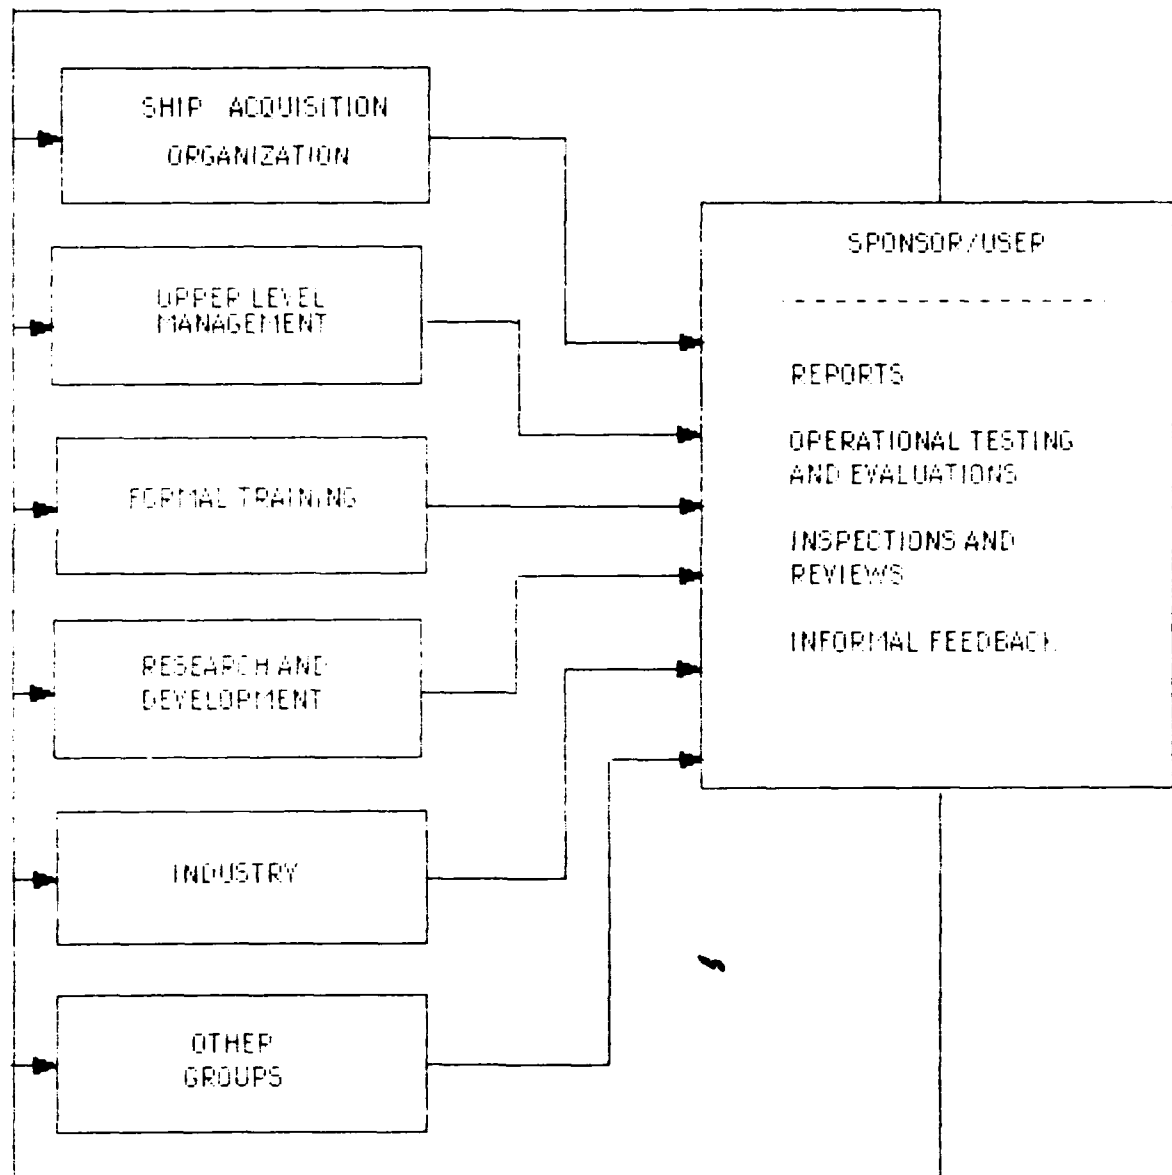 SHIP ACQUISITION
ORGANIZATION
UPPER LEVEL
MANAGEMENT
FORMAL TRAINING
RESEARCH AND
DEVELOPMENT
INDUSTRY
OTHER
GROUPS
SPONSOR/USER
REPORTS
OPERATIONAL TESTING
AND EVALUATIONS
INSPECTIONS AND
REVIEWS
INFORMAL FEEDBACK